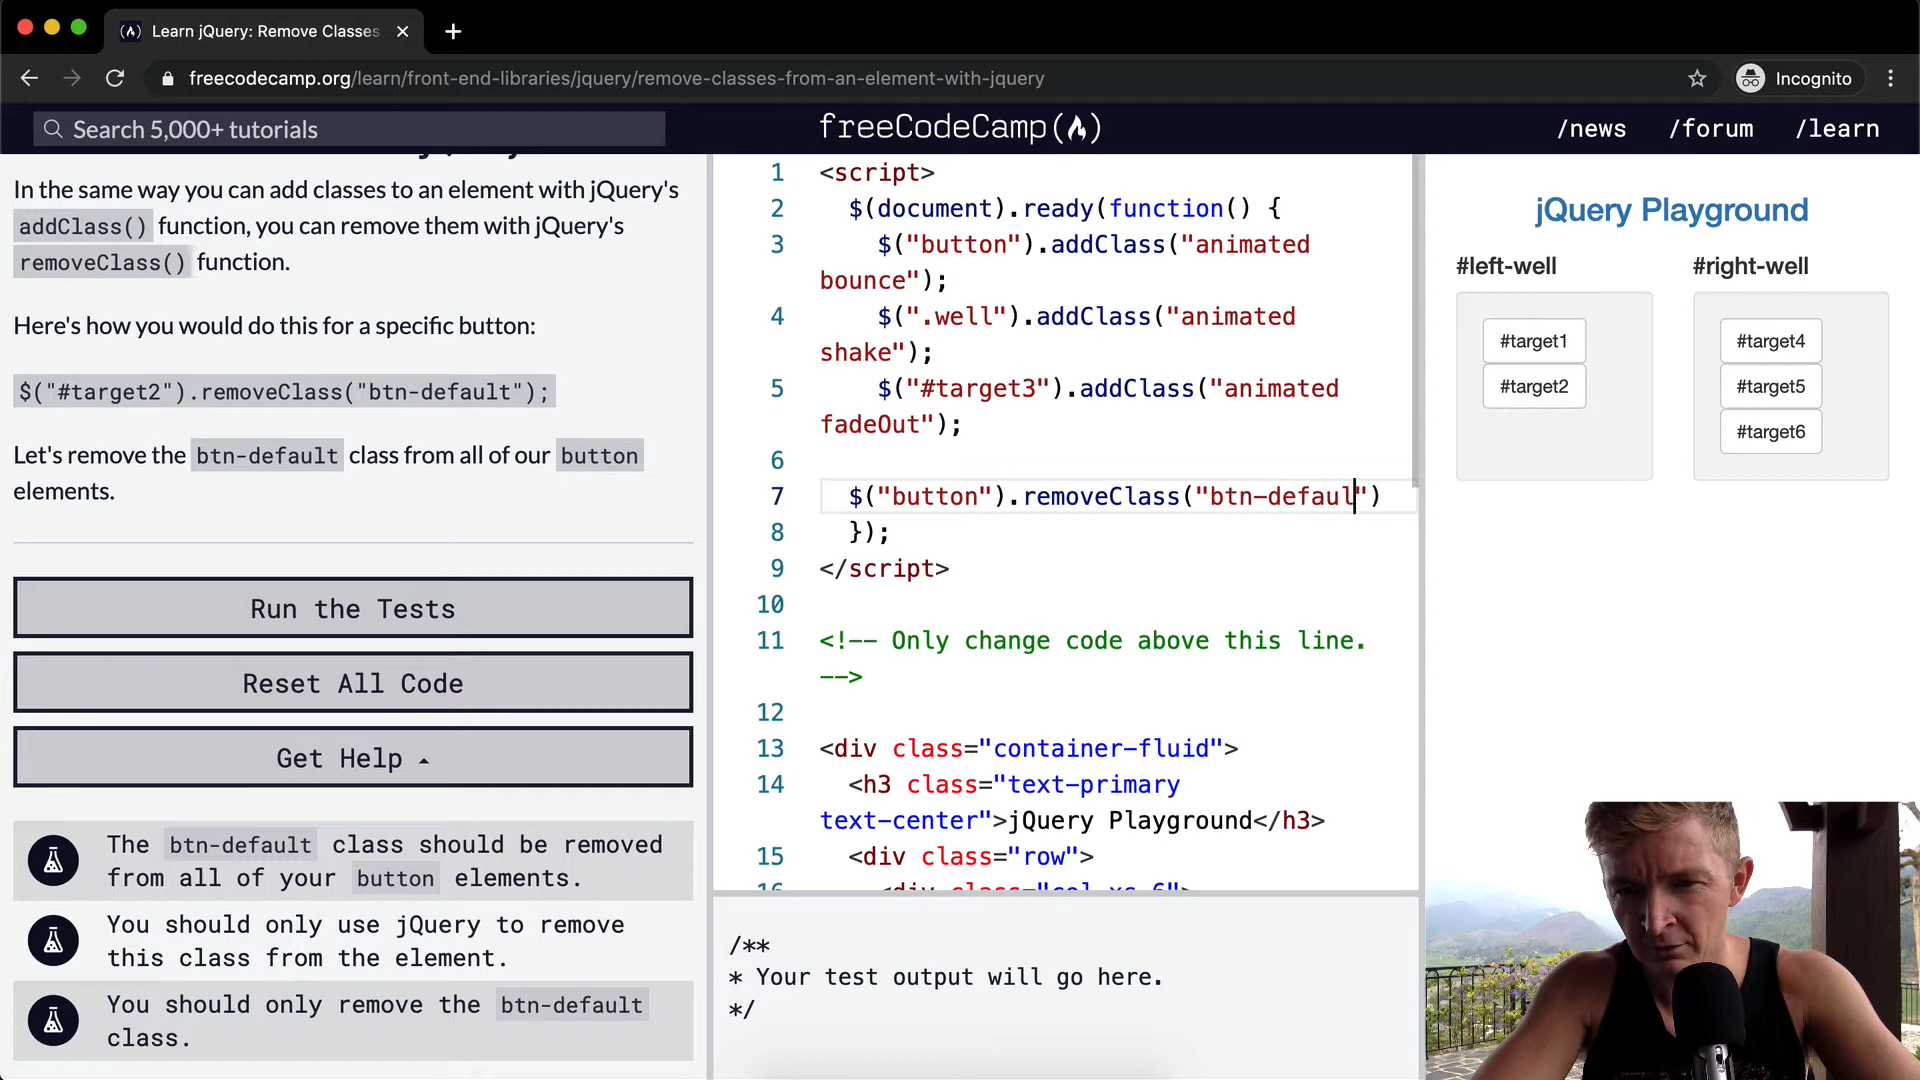 Learn jQuery: Remove Classes
freecodecamp.org/learn/front-end-libraries/jquery/remove-classes-from-an-element-with-jquery
Incognito
Search 5,000+ tutorials
freeCodeCamp
/news
/forum
/learn
In the same way you can add classes to an element with jQuery's
addClass() function, you can remove them with jQuery's
removeClass() function.
Here's how you would do this for a specific button:
$("#target2").removeClass("btn-default");
Let's remove the btn-default class from all of our button
elements.
Run the Tests
Reset All Code
Get Help
The btn-default class should be removed
from all of your button elements.
You should only use jQuery to remove
this class from the element.
You should only remove the btn-default
class.
1 <script>
2 $(document).ready(function() {
3 $("button").addClass("animated
bounce");
4 $(".well").addClass("animated
shake");
5 $("#target3").addClass("animated
fadeOut");
6
7 $("button").removeClass("btn-defaul")
8 });
9 </script>
10
11 <!-- Only change code above this line.
-->
12
13 <div class="container-fluid">
14 <h3 class="text-primary
text-center">jQuery Playground</h3>
15 <div class="row">
16 <div class="col-xs-6">
/**
* Your test output will go here.
*/
jQuery Playground
#left-well
#right-well
#target1
#target2
#target4
#target5
#target6